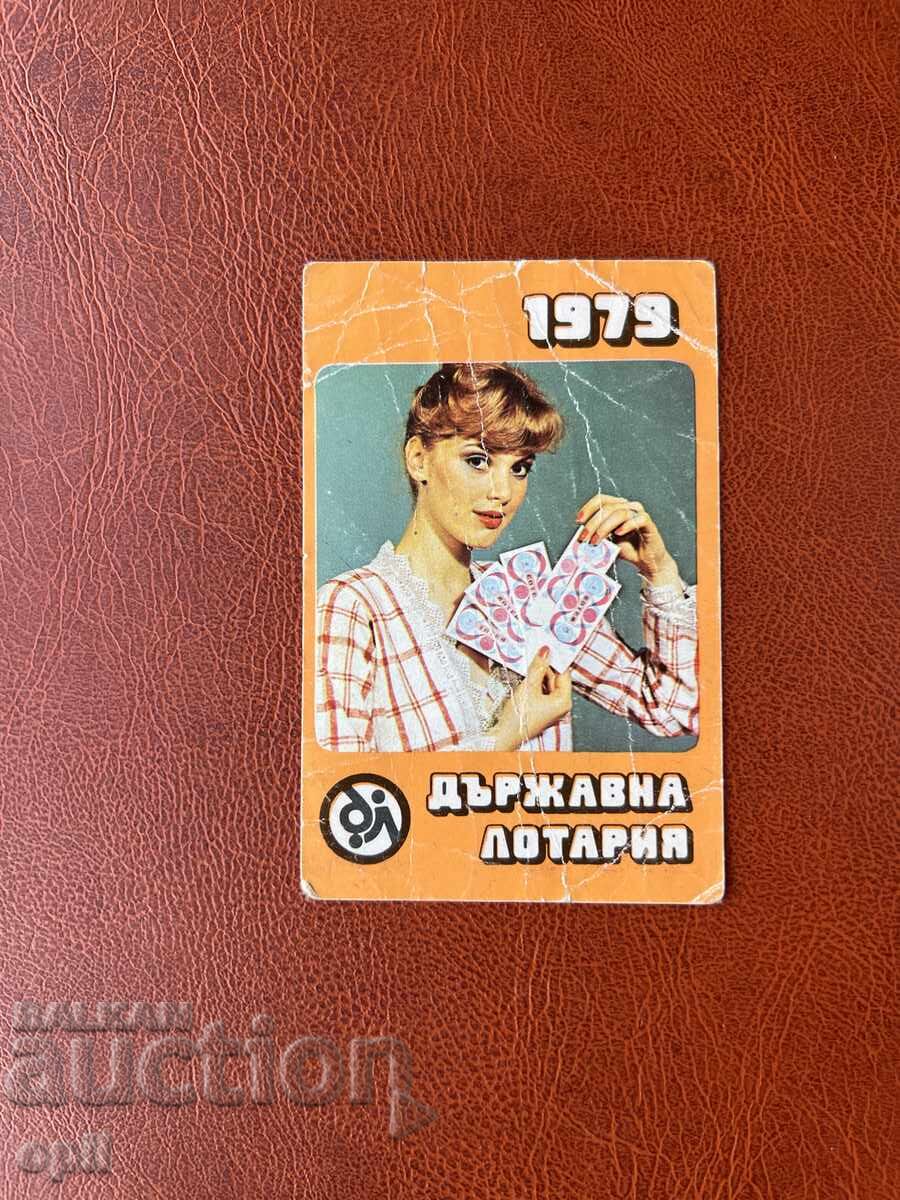 1979
ДЪРЖАВНА
ЛОТАРИЯ
BALKAN
auction
opll